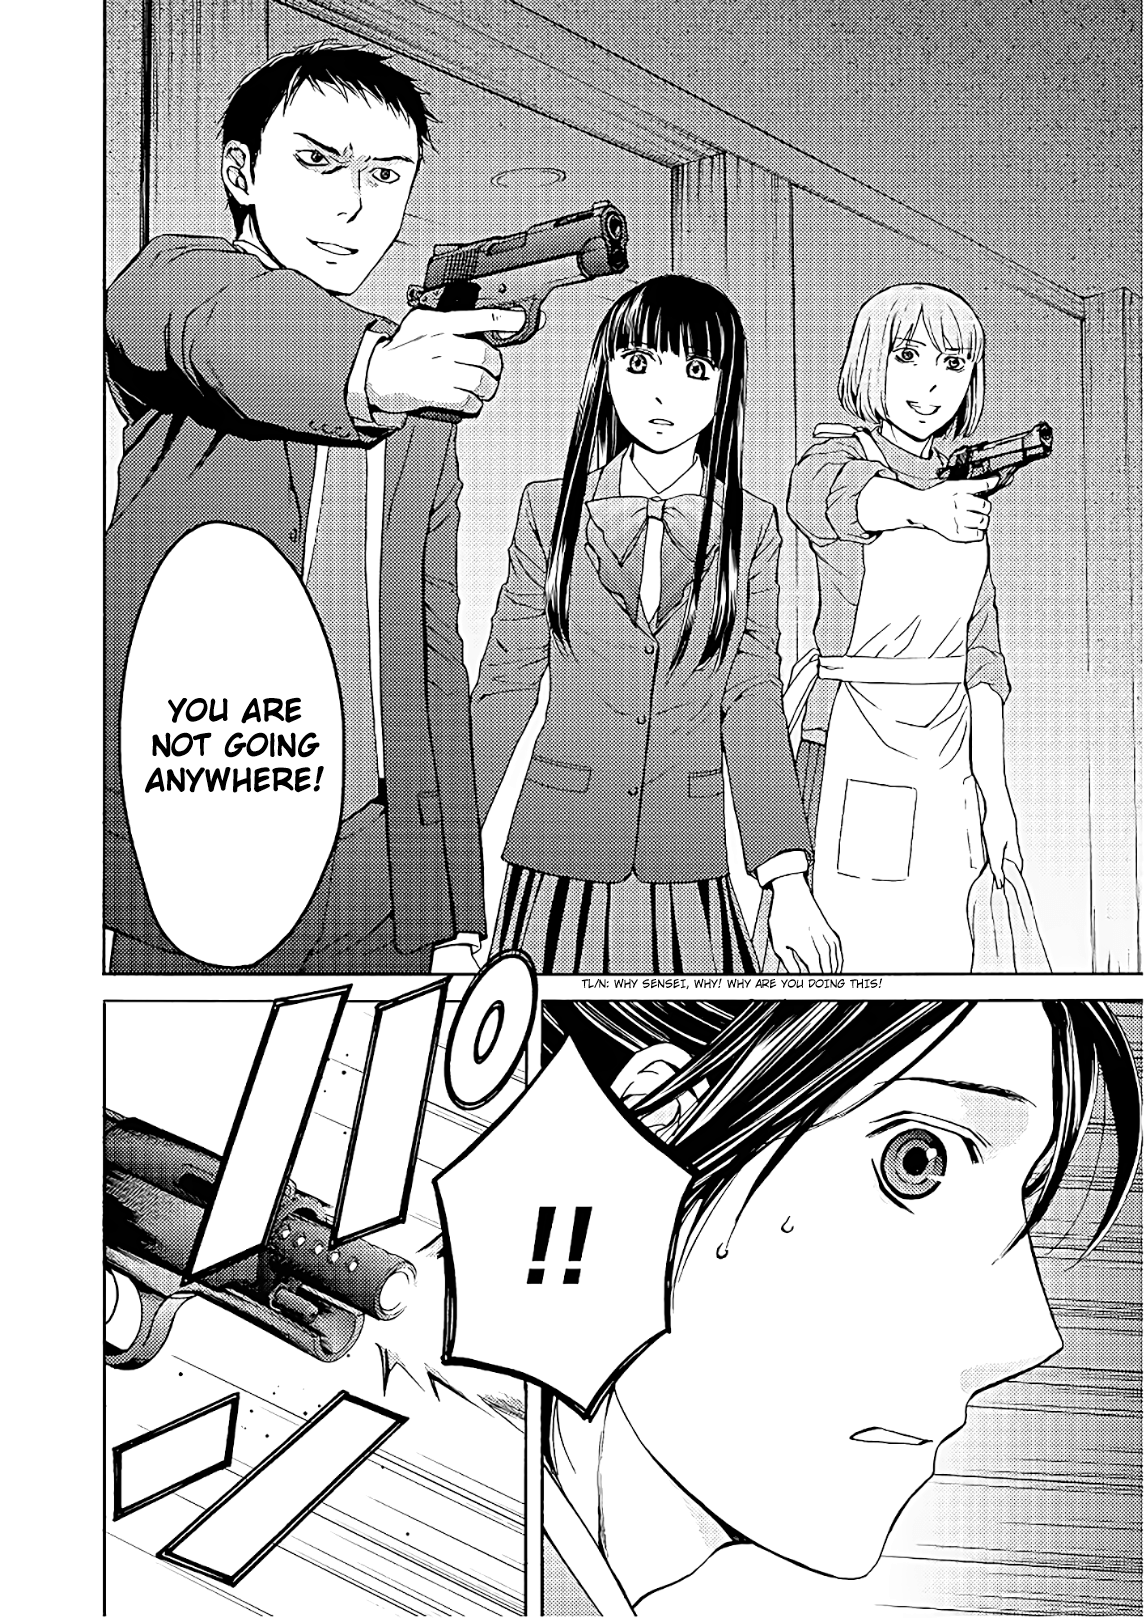 YOU ARE
NOT GOING
ANYWHERE!
TL/N: WHY SENSEI, WHY! WHY ARE YOU DOING THIS!
!!